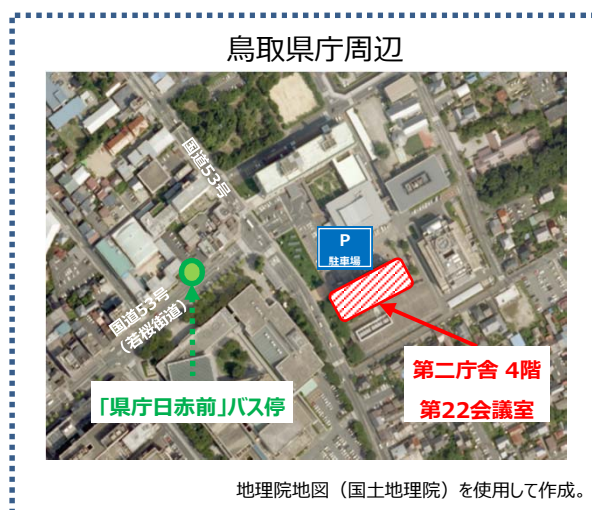 鳥取県庁周辺
国道53号
P
駐車場
国道53号
(若桜街道)
第二庁舎 4階
第22会議室
「県庁日赤前」バス停
地理院地図（国土地理院）を使用して作成。